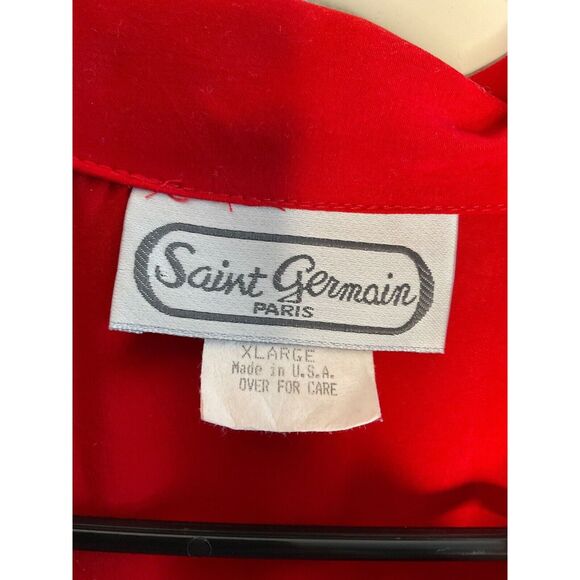 Saint Germain
PARIS
XLARGE
Made in U.S.A.
OVER FOR CARE